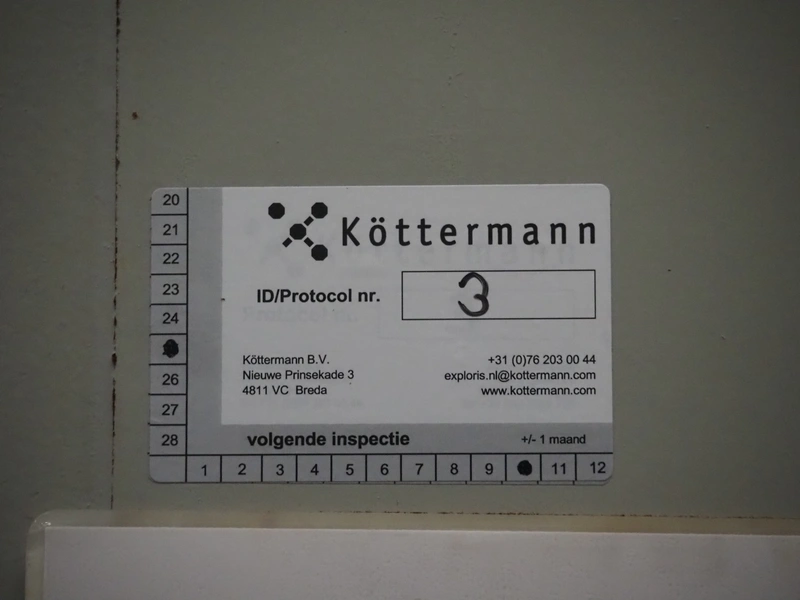 Köttermann
ID/Protocol nr. 3
Köttermann B.V.
Nieuwe Prinsekade 3
4811 VC Breda
+31 (0)76 203 00 44
exploris.nl@kottermann.com
www.kottermann.com
volgende inspectie +/- 1 maand
20
21
22
23
24
26
27
28
1 2 3 4 5 6 7 8 9 11 12